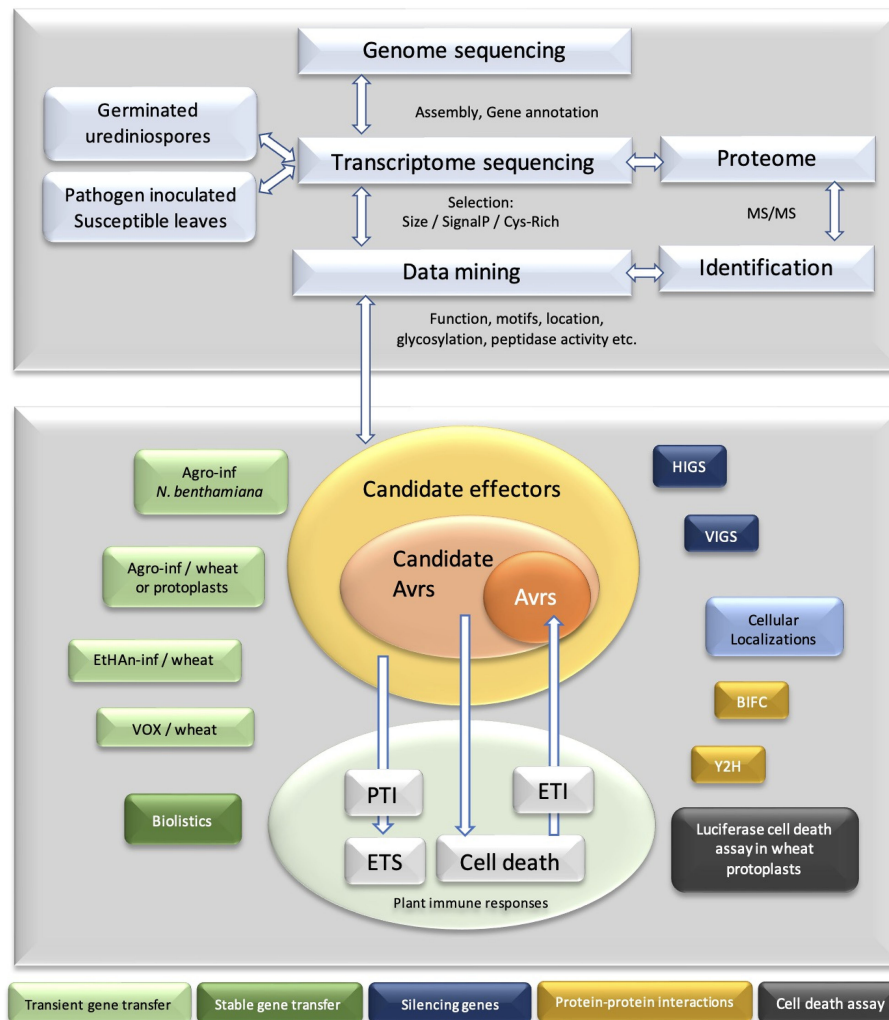 Genome sequencing
Assembly, Gene annotation
Germinated
urediniospores
Transcriptome sequencing
Proteome
Pathogen inoculated
Susceptible leaves
Selection:
Size / SignalP / Cys-Rich
MS/MS
Data mining
Identification
Function, motifs, location,
glycosylation, peptidase activity etc.
Agro-inf
N. benthamiana
Agro-inf / wheat
or protoplasts
EtHAn-inf / wheat
VOX / wheat
Biolistics
Candidate effectors
Candidate
Avrs
Avrs
PTI
ETI
ETS
Cell death
Plant immune responses
HIGS
VIGS
Cellular
Localizations
BIFC
Y2H
Luciferase cell death
assay in wheat
protoplasts
Transient gene transfer
Stable gene transfer
Silencing genes
Protein-protein interactions
Cell death assay